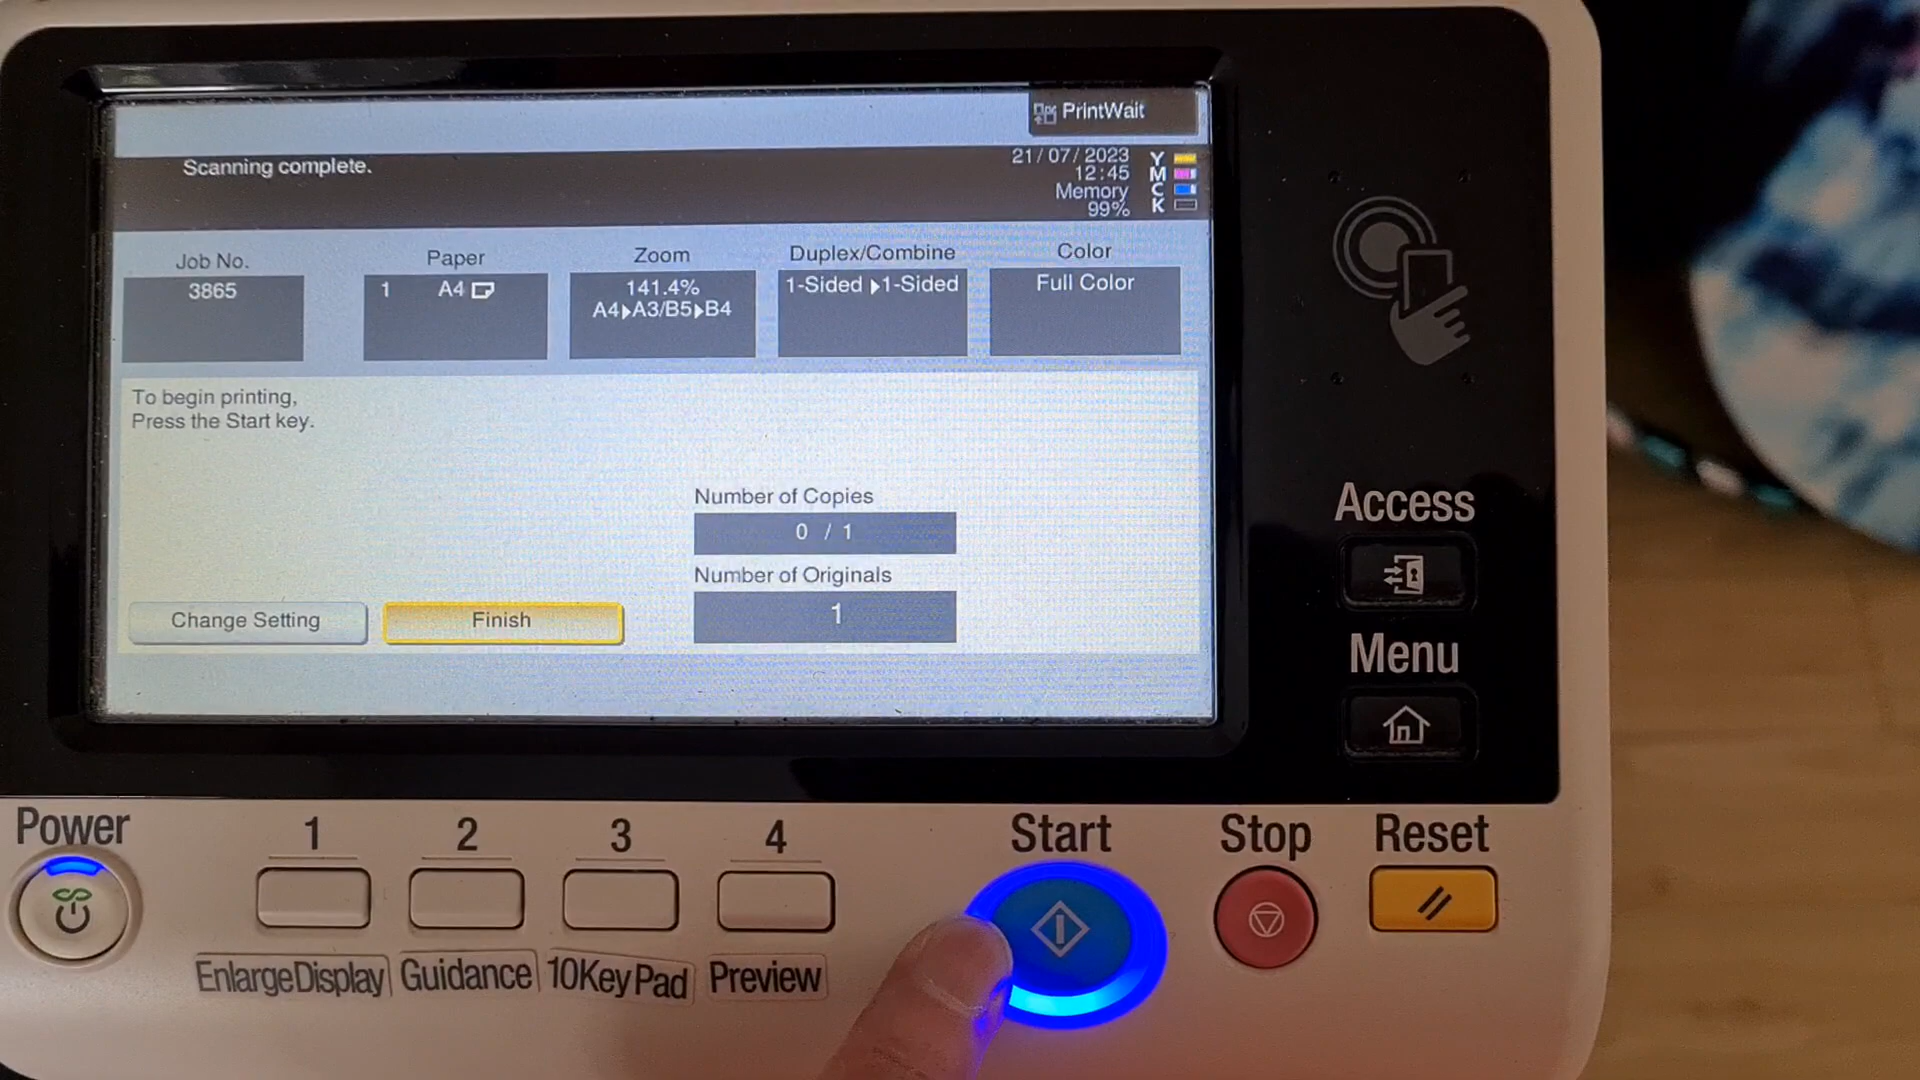 PrintWait
Scanning complete.
21/07/2023
12:45
Memory
99%
Y
M
C
K
Job No.
3865
Paper
1 A4
Zoom
141.4%
A4▶A3/B5▶B4
Duplex/Combine
1-Sided ▶1-Sided
Color
Full Color
To begin printing,
Press the Start key.
Number of Copies
0 / 1
Number of Originals
1
Change Setting
Finish
Access
Menu
Power
1
2
3
4
Start
Stop
Reset
EnlargeDisplay
Guidance
10KeyPad
Preview